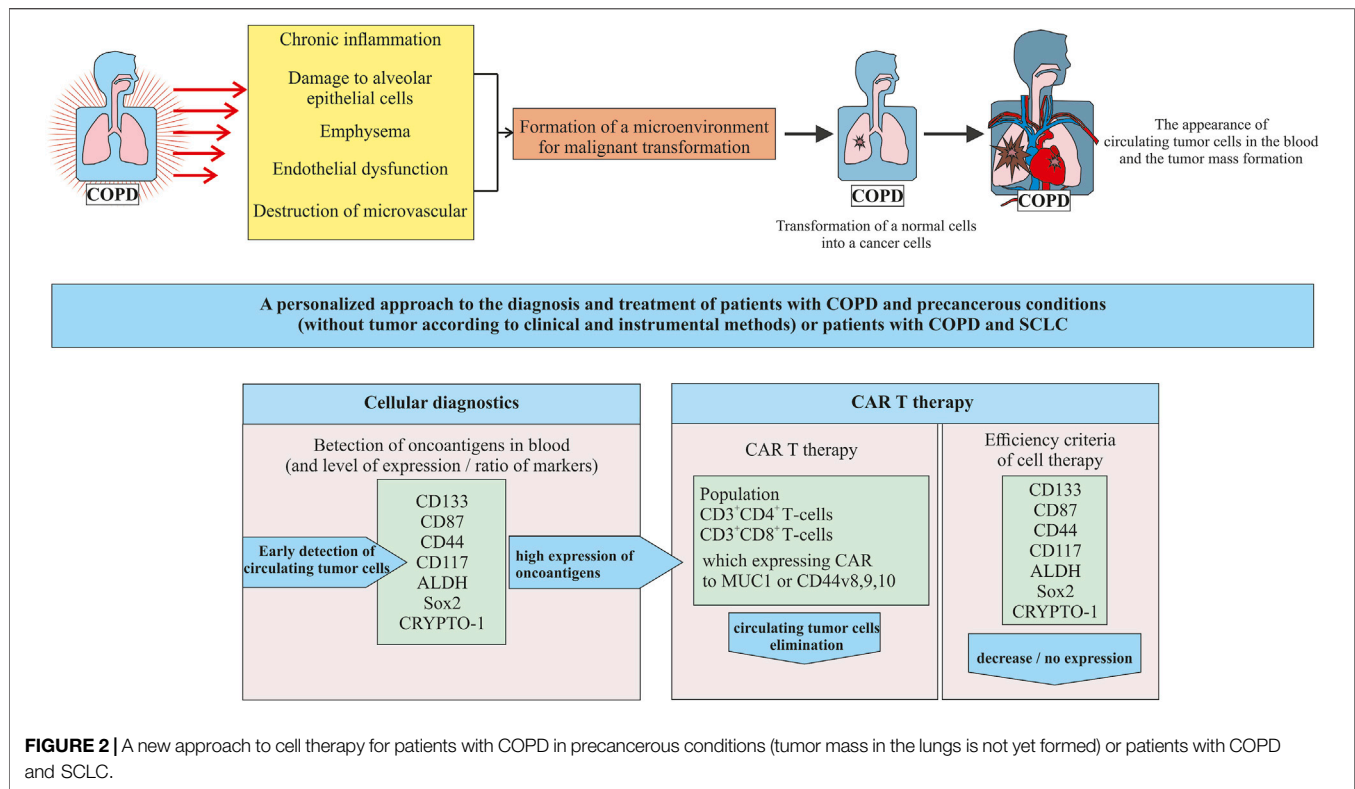 Chronic inflammation
Damage to alveolar
epithelial cells
Emphysema
Endothelial dysfunction
Destruction of microvascular
COPD
Formation of a microenvironment
for malignant transformation
COPD
Transformation of a normal cells
into a cancer cells
COPD
The appearance of
circulating tumor cells in the blood
and the tumor mass formation
A personalized approach to the diagnosis and treatment of patients with COPD and precancerous conditions
(without tumor according to clinical and instrumental methods) or patients with COPD and SCLC
Cellular diagnostics
Betection of oncoantigens in blood
(and level of expression / ratio of markers)
Early detection of
circulating tumor cells
CD133
CD87
CD44
CD117
ALDH
Sox2
CRYPTO-1
high expression of
oncoantigens
CAR T therapy
CAR T therapy
Population
CD3⁺CD4⁺ T-cells
CD3⁺CD8⁺ T-cells
which expressing CAR
to MUC1 or CD44v8,9,10
circulating tumor cells
elimination
Efficiency criteria
of cell therapy
CD133
CD87
CD44
CD117
ALDH
Sox2
CRYPTO-1
decrease / no expression
FIGURE 2 | A new approach to cell therapy for patients with COPD in precancerous conditions (tumor mass in the lungs is not yet formed) or patients with COPD
and SCLC.